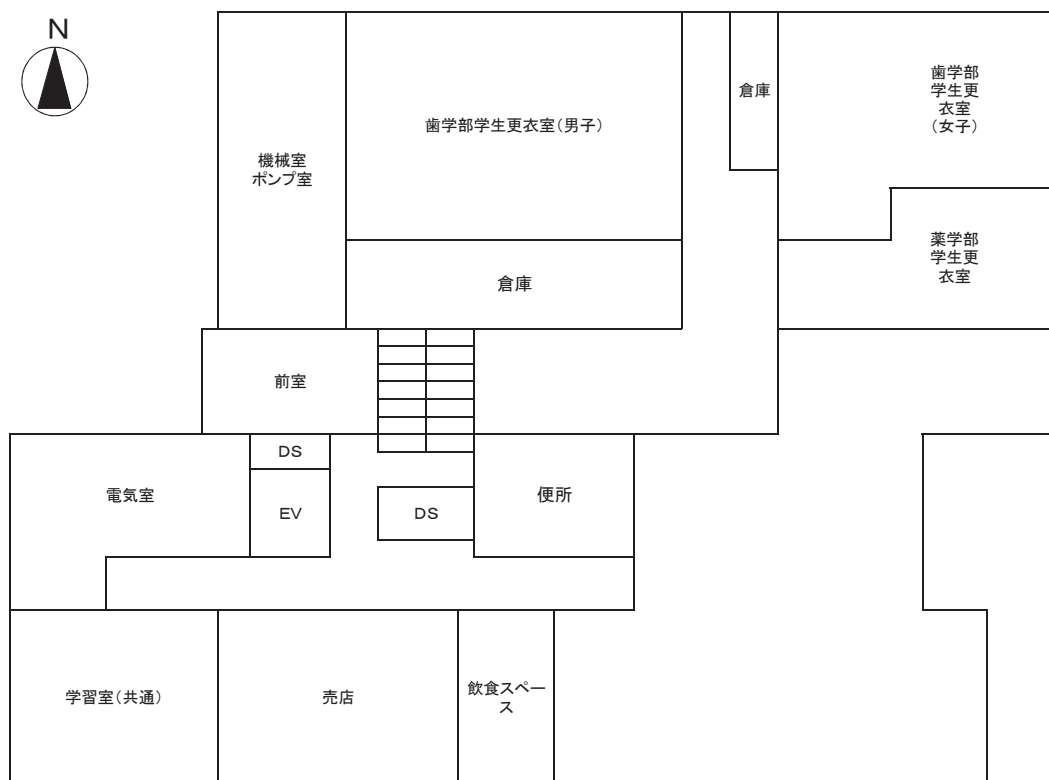 N
倉庫
歯学部
学生更
衣室
(女子)
歯学部学生更衣室(男子)
機械室
ポンプ室
薬学部
学生更
衣室
倉庫
前室
DS
電気室
EV
DS
便所
学習室(共通)
売店
飲食スペー
ス